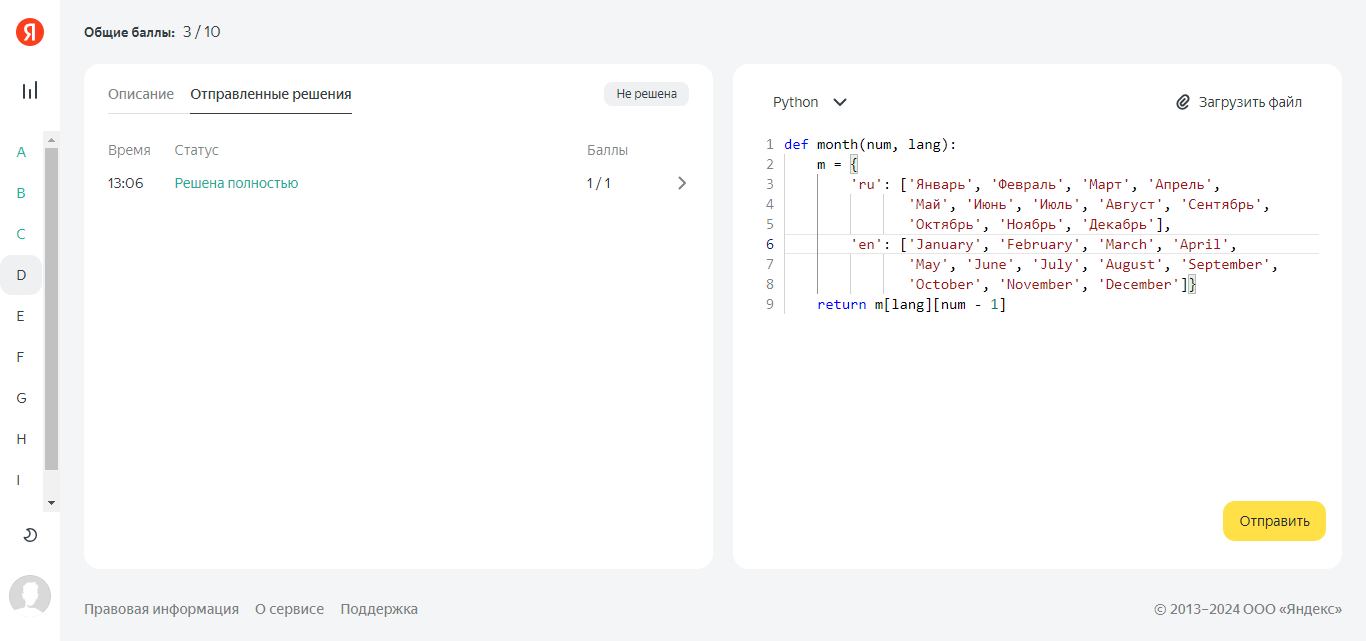 Я
Общие баллы: 3 / 10
A
B
C
D
E
F
G
H
I
Описание Отправленные решения Не решена
Время Статус Баллы
13:06 Решена полностью 1 / 1
Python Загрузить файл
1 def month(num, lang):
2 m = {
3 'ru': ['Январь', 'Февраль', 'Март', 'Апрель',
4 'Май', 'Июнь', 'Июль', 'Август', 'Сентябрь',
5 'Октябрь', 'Ноябрь', 'Декабрь'],
6 'en': ['January', 'February', 'March', 'April',
7 'May', 'June', 'July', 'August', 'September',
8 'October', 'November', 'December']}
9 return m[lang][num - 1]
Отправить
Правовая информация О сервисе Поддержка © 2013–2024 ООО «Яндекс»